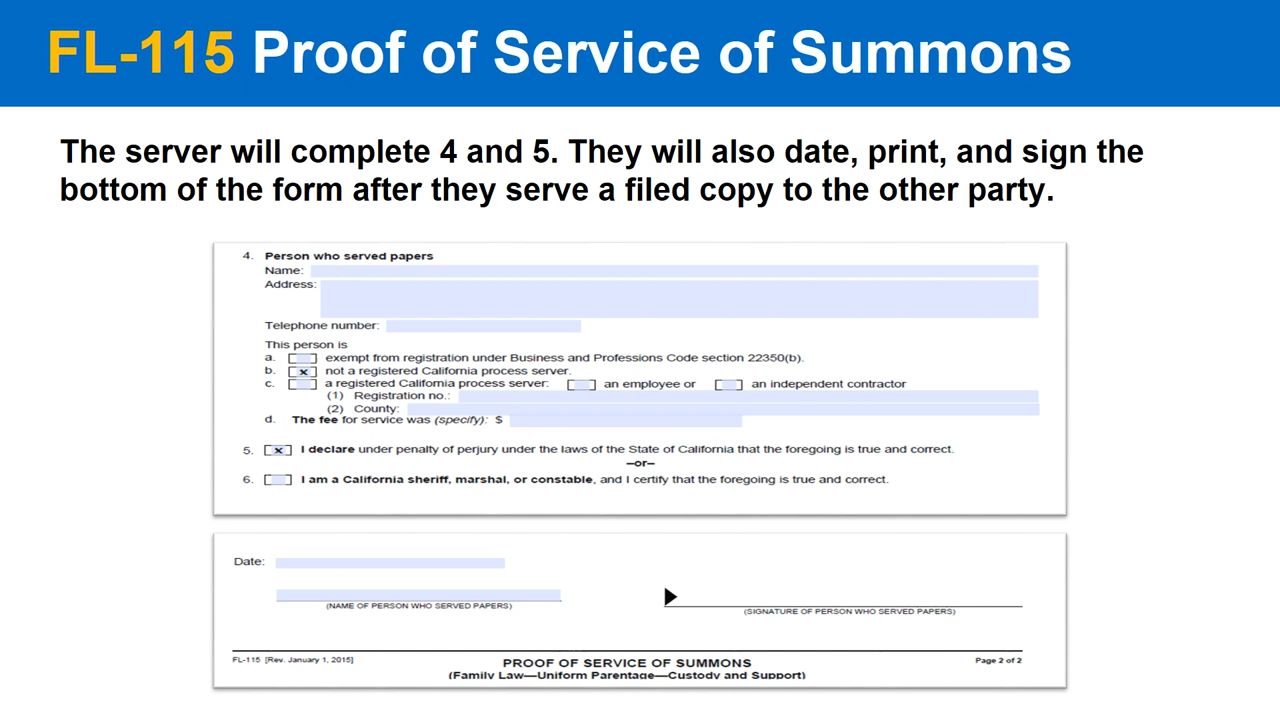 FL-115 Proof of Service of Summons
The server will complete 4 and 5. They will also date, print, and sign the
bottom of the form after they serve a filed copy to the other party.
4. Person who served papers
Name:
Address:
Telephone number:
This person is
a. exempt from registration under Business and Professions Code section 22350(b).
b. x not a registered California process server.
c. a registered California process server: an employee or an independent contractor
(1) Registration no.:
(2) County:
d. The fee for service was (specify): $
5. x I declare under penalty of perjury under the laws of the State of California that the foregoing is true and correct.
–or–
6. I am a California sheriff, marshal, or constable, and I certify that the foregoing is true and correct.
Date:
(NAME OF PERSON WHO SERVED PAPERS) (SIGNATURE OF PERSON WHO SERVED PAPERS)
FL-115 [Rev. January 1, 2015] PROOF OF SERVICE OF SUMMONS Page 2 of 2
(Family Law—Uniform Parentage—Custody and Support)